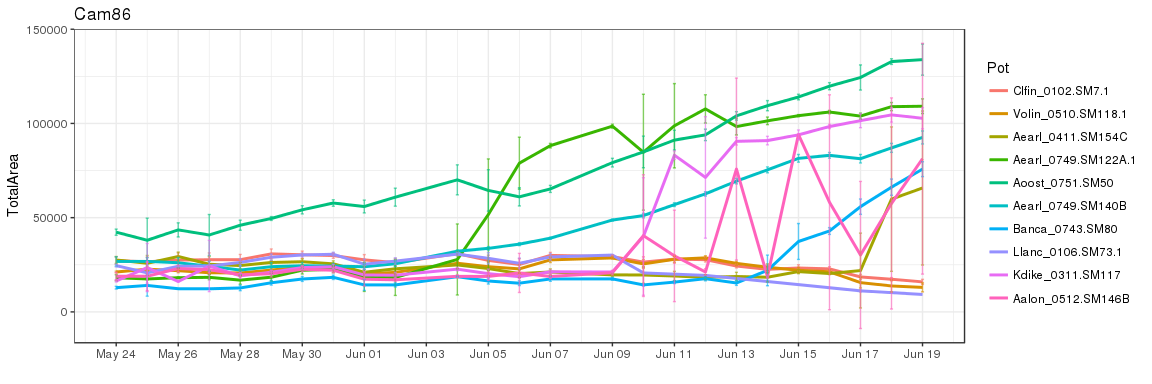 Cam86
TotalArea
150000
100000
50000
0
May 24
May 26
May 28
May 30
Jun 01
Jun 03
Jun 05
Jun 07
Jun 09
Jun 11
Jun 13
Jun 15
Jun 17
Jun 19
Pot
Clfin_0102.SM7.1
Volin_0510.SM118.1
Aearl_0411.SM154C
Aearl_0749.SM122A.1
Aoost_0751.SM50
Aearl_0749.SM140B
Banca_0743.SM80
Llanc_0106.SM73.1
Kdike_0311.SM117
Aalon_0512.SM146B